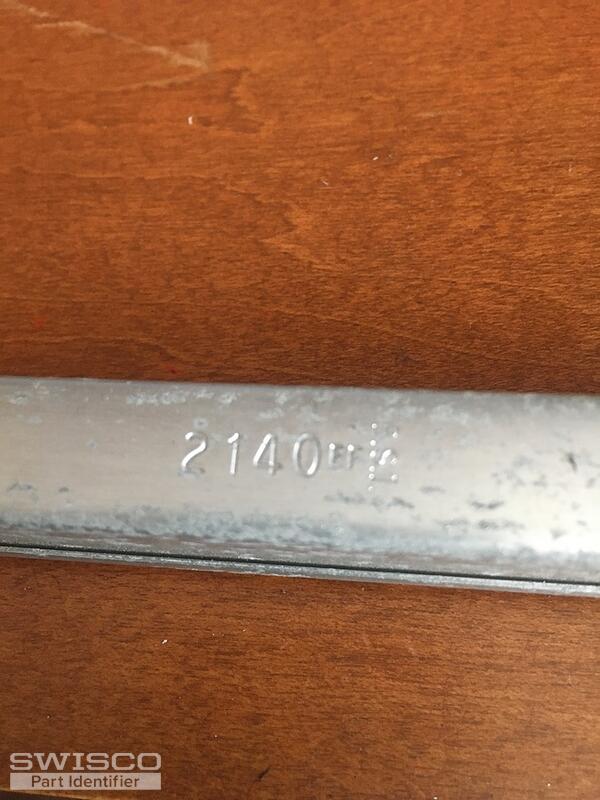 2140
SWISCO
Part Identifier